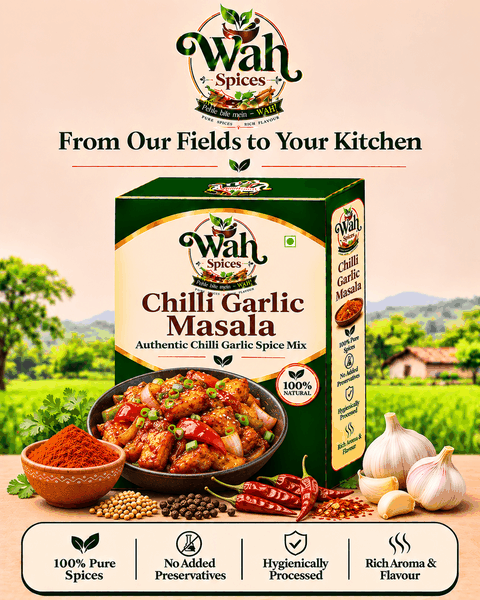 Wah
Spices
Pehle bite mein – WAH!
PURE SPICES RICH FLAVOUR
From Our Fields to Your Kitchen
Wah
Spices
Pehle bite mein – WAH!
Chilli Garlic
Masala
Authentic Chilli Garlic Spice Mix
100%
NATURAL
Wah
Spices
Chilli
Garlic
Masala
100% Pure
Spices
No Added
Preservatives
Hygienically
Processed
Rich Aroma &
Flavour
100% Pure
Spices
No Added
Preservatives
Hygienically
Processed
Rich Aroma &
Flavour